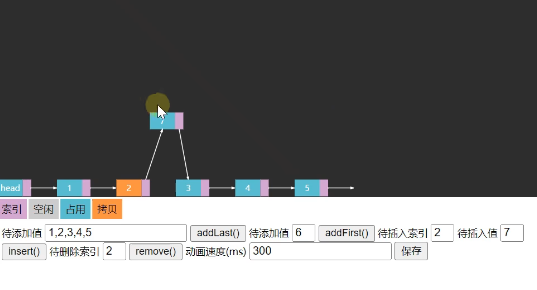 head 1 2 3 4 5
索引 空闲 占用 拷贝
待添加值 1,2,3,4,5 addLast() 待添加值 6 addFirst() 待插入索引 2 待插入值 7
insert() 待删除索引 2 remove() 动画速度(ms) 300 保存